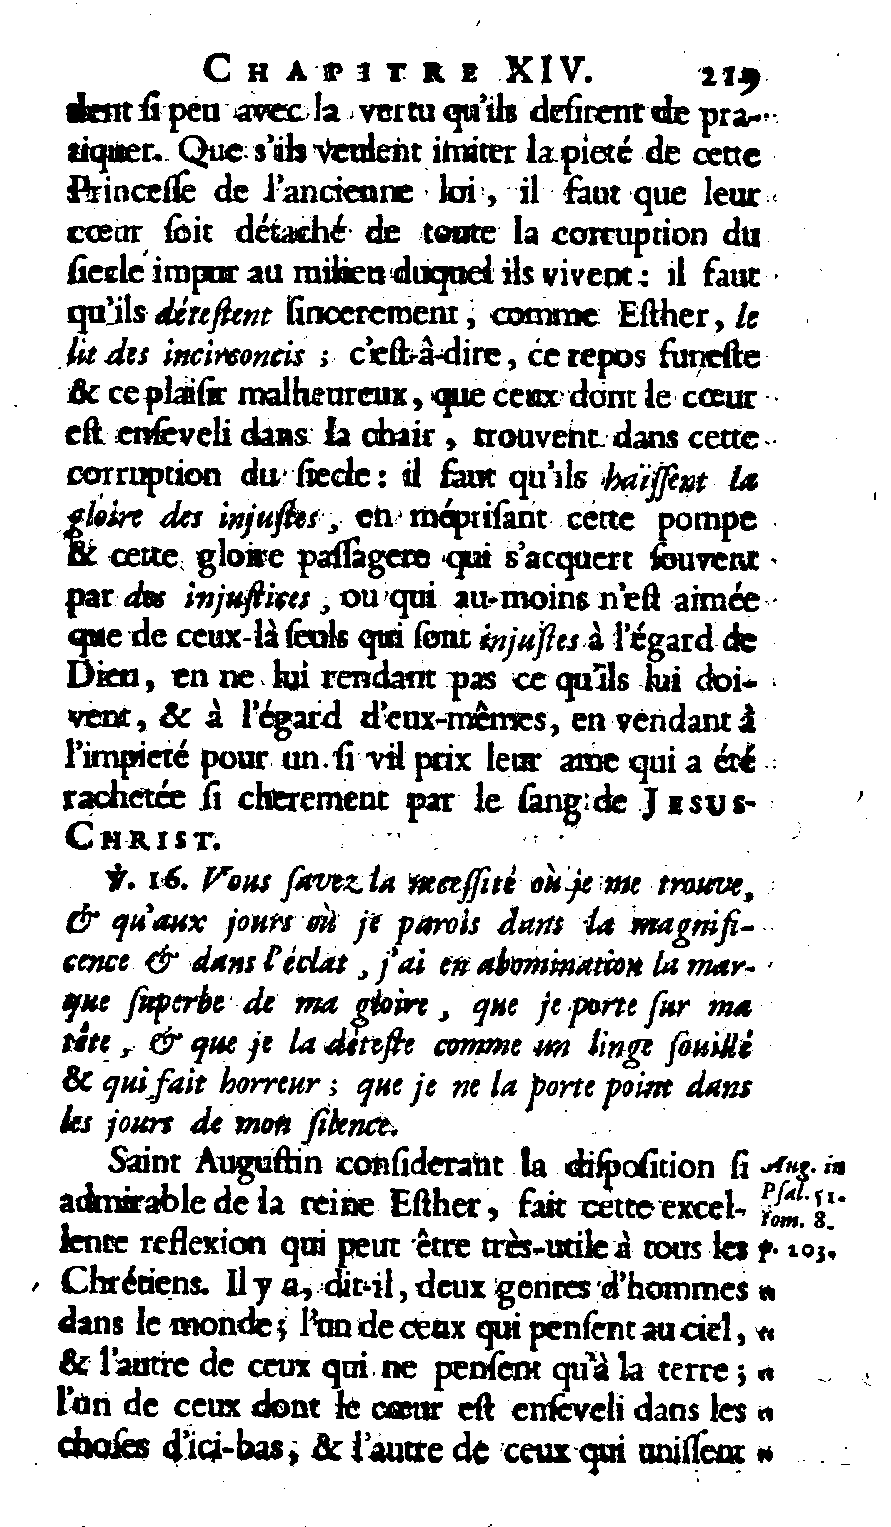 CHAPITRE XIV. 219
dent ſi peu avec la vertu qu'ils deſirent de pra-
tiquer. Que s'ils veulent imiter la pieté de cette
Princeſſe de l'ancienne loi, il faut que leur
cœur ſoit détaché de toute la corruption du
ſiecle impur au milieu duquel ils vivent: il faut
qu'ils déteſtent ſincerement, comme Eſther, le
lit des incirconcis; c'eſt-â-dire, ce repos funeſte
& ce plaiſir malheureux, que ceux dont le cœur
eſt enſeveli dans la chair, trouvent dans cette
corruption du ſiecle: il faut qu'ils haïſſent la
gloire des injuſtes, en mépriſant cette pompe
& cette gloire paſſagere qui s'acquert ſouvent
par des injuſtices, ou qui au-moins n'eſt aimée
que de ceux-là ſeuls qui ſont injuſtes à l'égard de
Dieu, en ne lui rendant pas ce qu'ils lui doi-
vent, & à l'égard d'eux-mêmes, en vendant à
l'impieté pour un ſi vil prix leur ame qui a été
rachetée ſi cherement par le ſang de JESUS-
CHRIST.
℣. 16. Vous ſavez la neceſſité où je me trouve,
& qu'aux jours où je parois dans la magnifi-
cence & dans l'éclat, j'ai en abomination la mar-
que ſuperbe de ma gloire, que je porte ſur ma
tête, & que je la déteſte comme un linge ſouillé
& qui fait horreur; que je ne la porte point dans
les jours de mon ſilence.
Saint Auguſtin conſiderant la diſpoſition ſi Aug. in
admirable de la reine Eſther, fait cette excel- Pſal. 51.
tom. 8.
lente reflexion qui peut être très-utile à tous les p. 203.
Chrétiens. Il y a, dit-il, deux genres d'hommes "
dans le monde; l'un de ceux qui penſent au ciel, "
& l'autre de ceux qui ne penſent qu'à la terre; "
l'un de ceux dont le cœur eſt enſeveli dans les "
choſes d'ici-bas, & l'autre de ceux qui uniſſent "